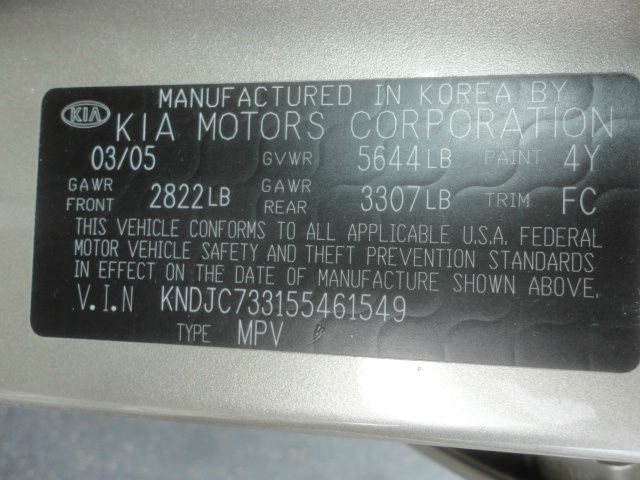 MANUFACTURED IN KOREA BY
KIA KIA MOTORS CORPORATION
03/05 GVWR 5644LB PAINT 4Y
GAWR FRONT 2822LB GAWR REAR 3307LB TRIM FC
THIS VEHICLE CONFORMS TO ALL APPLICABLE U.S.A. FEDERAL
MOTOR VEHICLE SAFETY AND THEFT PREVENTION STANDARDS
IN EFFECT ON THE DATE OF MANUFACTURE SHOWN ABOVE.
V.I.N KNDJC733155461549
TYPE MPV